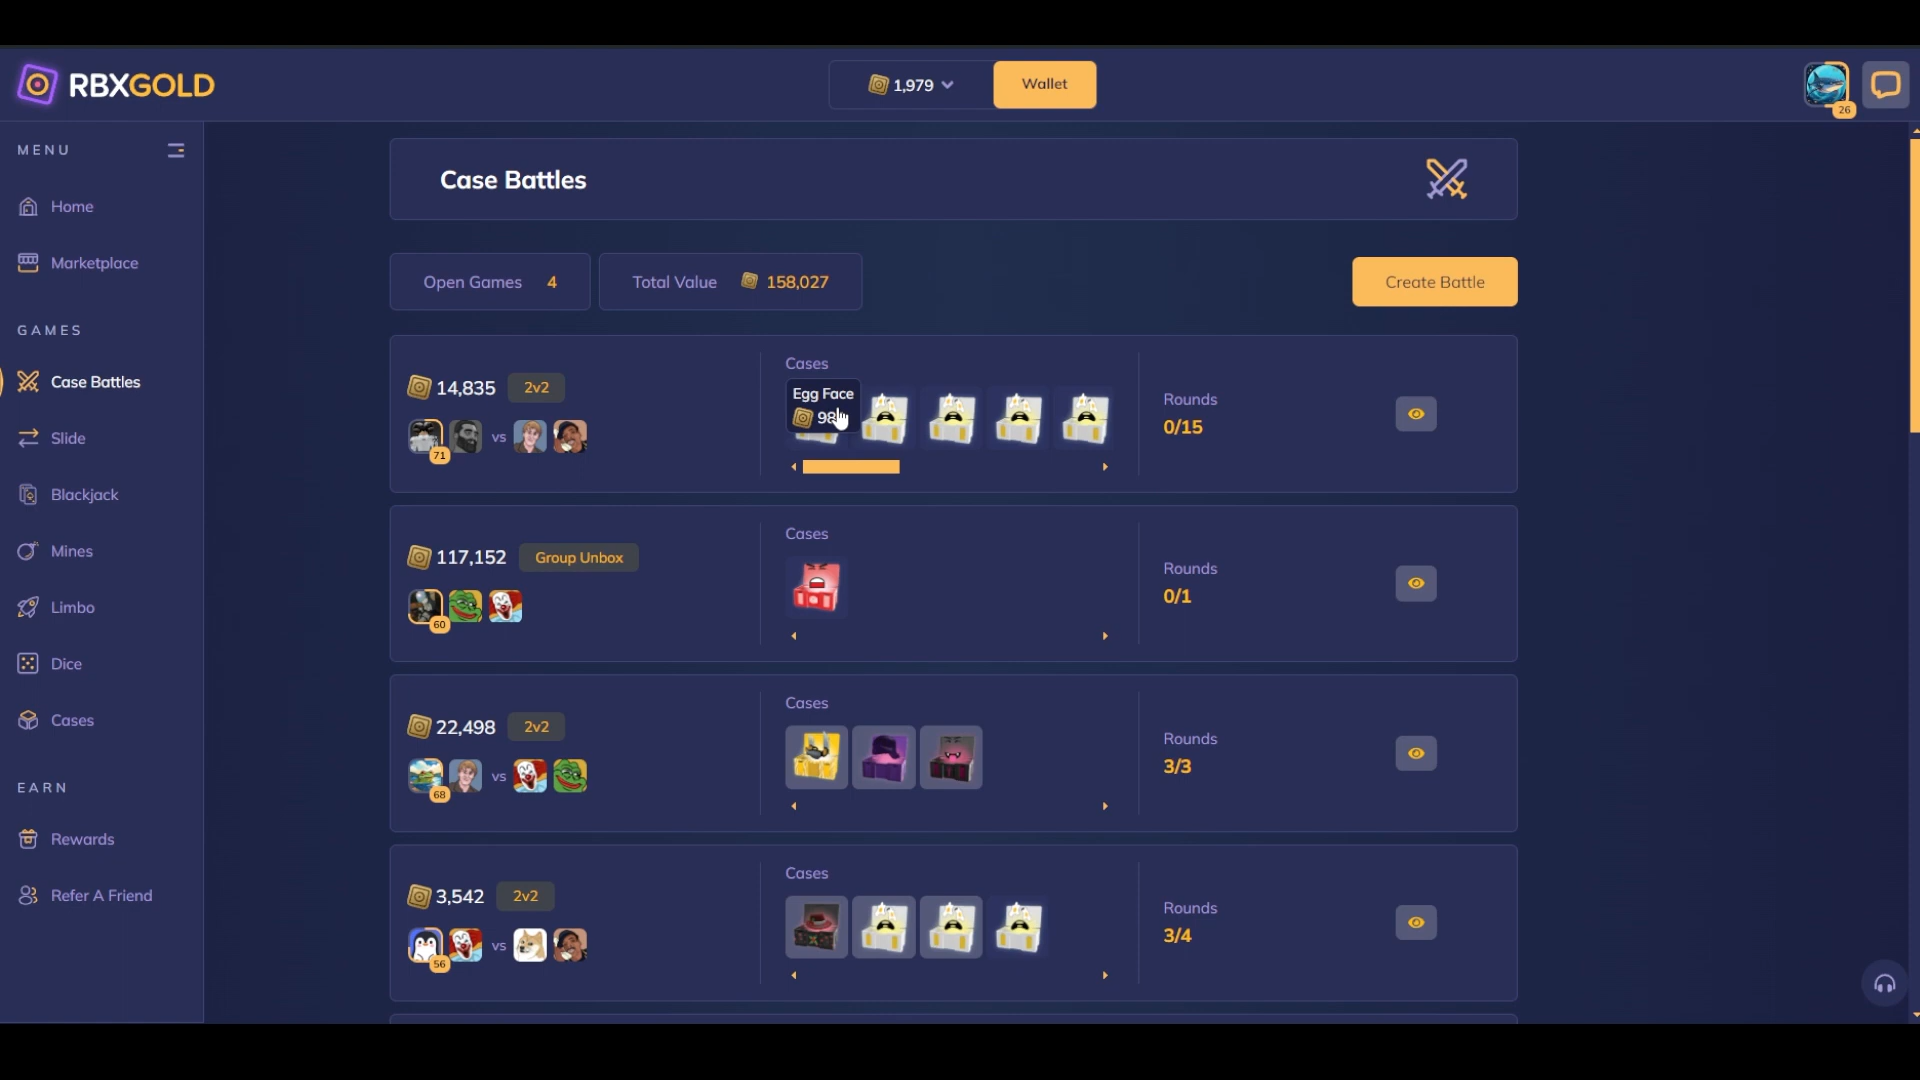 RBXGOLD
1,979
Wallet
26
MENU
Home
Marketplace
GAMES
Case Battles
Slide
Blackjack
Mines
Limbo
Dice
Cases
EARN
Rewards
Refer A Friend
Case Battles
Open Games 4
Total Value 158,027
Create Battle
14,835 2v2
71
vs
Cases
Egg Face
Rounds
0/15
117,152 Group Unbox
60
Cases
Rounds
0/1
22,498 2v2
68
vs
Cases
Rounds
3/3
3,542 2v2
56
vs
Cases
Rounds
3/4